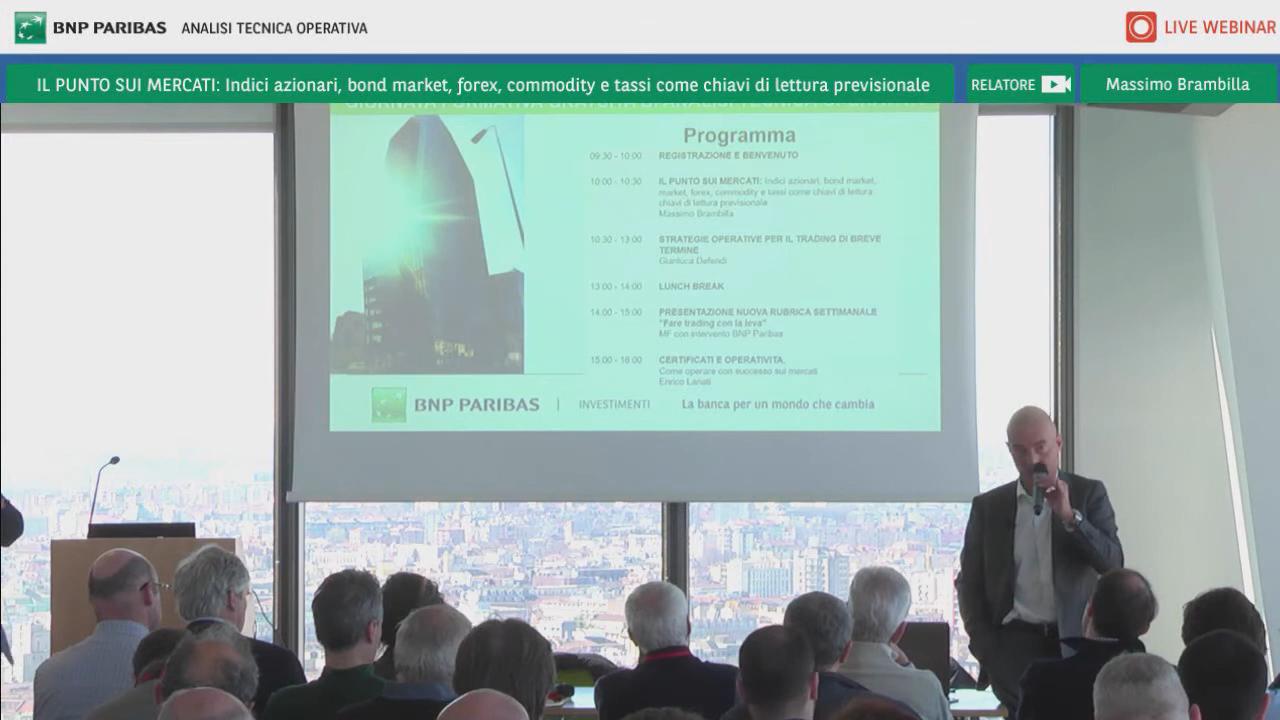 BNP PARIBAS ANALISI TECNICA OPERATIVA
LIVE WEBINAR
IL PUNTO SUI MERCATI: Indici azionari, bond market, forex, commodity e tassi come chiavi di lettura previsionale
RELATORE
Massimo Brambilla
Programma
09:30 - 10:00 REGISTRAZIONE E BENVENUTO
10:00 - 10:30 IL PUNTO SUI MERCATI: Indici azionari, bond market,
market, forex, commodity e tassi come chiavi di lettura
chiavi di lettura previsionale
Massimo Brambilla
10:30 - 13:00 STRATEGIE OPERATIVE PER IL TRADING DI BREVE
TERMINE
Gianluca Defendi
13:00 - 14:00 LUNCH BREAK
14:00 - 15:00 PRESENTAZIONE NUOVA RUBRICA SETTIMANALE
"Fare trading con la leva"
MF con intervento BNP Paribas
15:00 - 16:00 CERTIFICATI E OPERATIVITA.
Come operare con successo sui mercati
Enrico Lanati
BNP PARIBAS | INVESTIMENTI La banca per un mondo che cambia